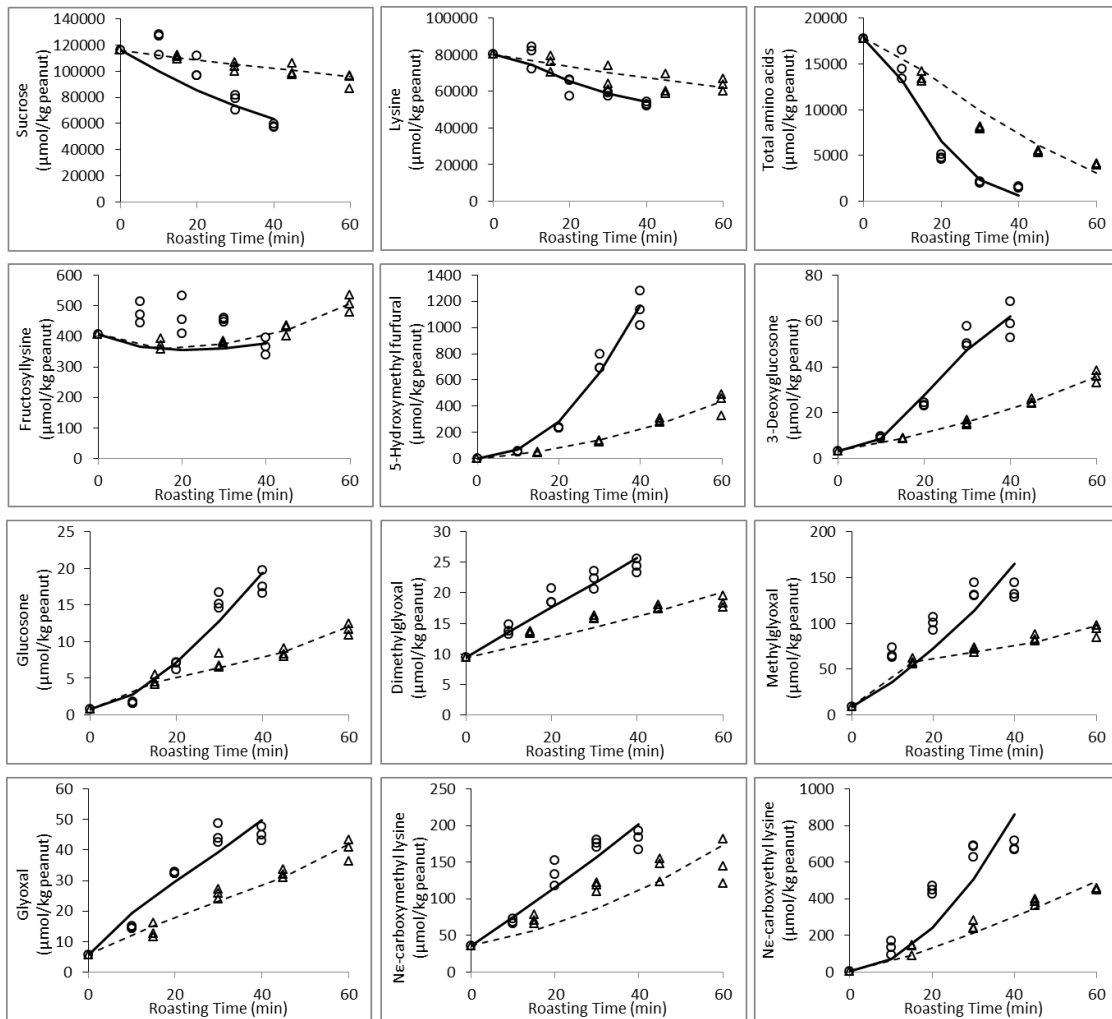 Sucrose
(µmol/kg peanut)
140000
120000
100000
80000
60000
40000
20000
0
0 20 40 60
Roasting Time (min)
Lysine
(µmol/kg peanut)
100000
80000
60000
40000
20000
0
0 20 40 60
Roasting Time (min)
Total amino acids
(µmol/kg peanut)
20000
15000
10000
5000
0
0 20 40 60
Roasting Time (min)
Fructosyllysine
(µmol/kg peanut)
600
500
400
300
200
100
0
0 20 40 60
Roasting Time (min)
5-Hydroxymethyl furfural
(µmol/kg peanut)
1400
1200
1000
800
600
400
200
0
0 20 40 60
Roasting Time (min)
3-Deoxyglucosone
(µmol/kg peanut)
80
60
40
20
0
0 20 40 60
Roasting Time (min)
Glucosone
(µmol/kg peanut)
25
20
15
10
5
0
0 20 40 60
Roasting Time (min)
Dimethylglyoxal
(µmol/kg peanut)
30
25
20
15
10
5
0
0 20 40 60
Roasting Time (min)
Methylglyoxal
(µmol/kg peanut)
200
150
100
50
0
0 20 40 60
Roasting Time (min)
Glyoxal
(µmol/kg peanut)
60
50
40
30
20
10
0
0 20 40 60
Roasting Time (min)
Nε-carboxymethyl lysine
(µmol/kg peanut)
250
200
150
100
50
0
0 20 40 60
Roasting Time (min)
Nε-carboxyethyl lysine
(µmol/kg peanut)
1000
800
600
400
200
0
0 20 40 60
Roasting Time (min)